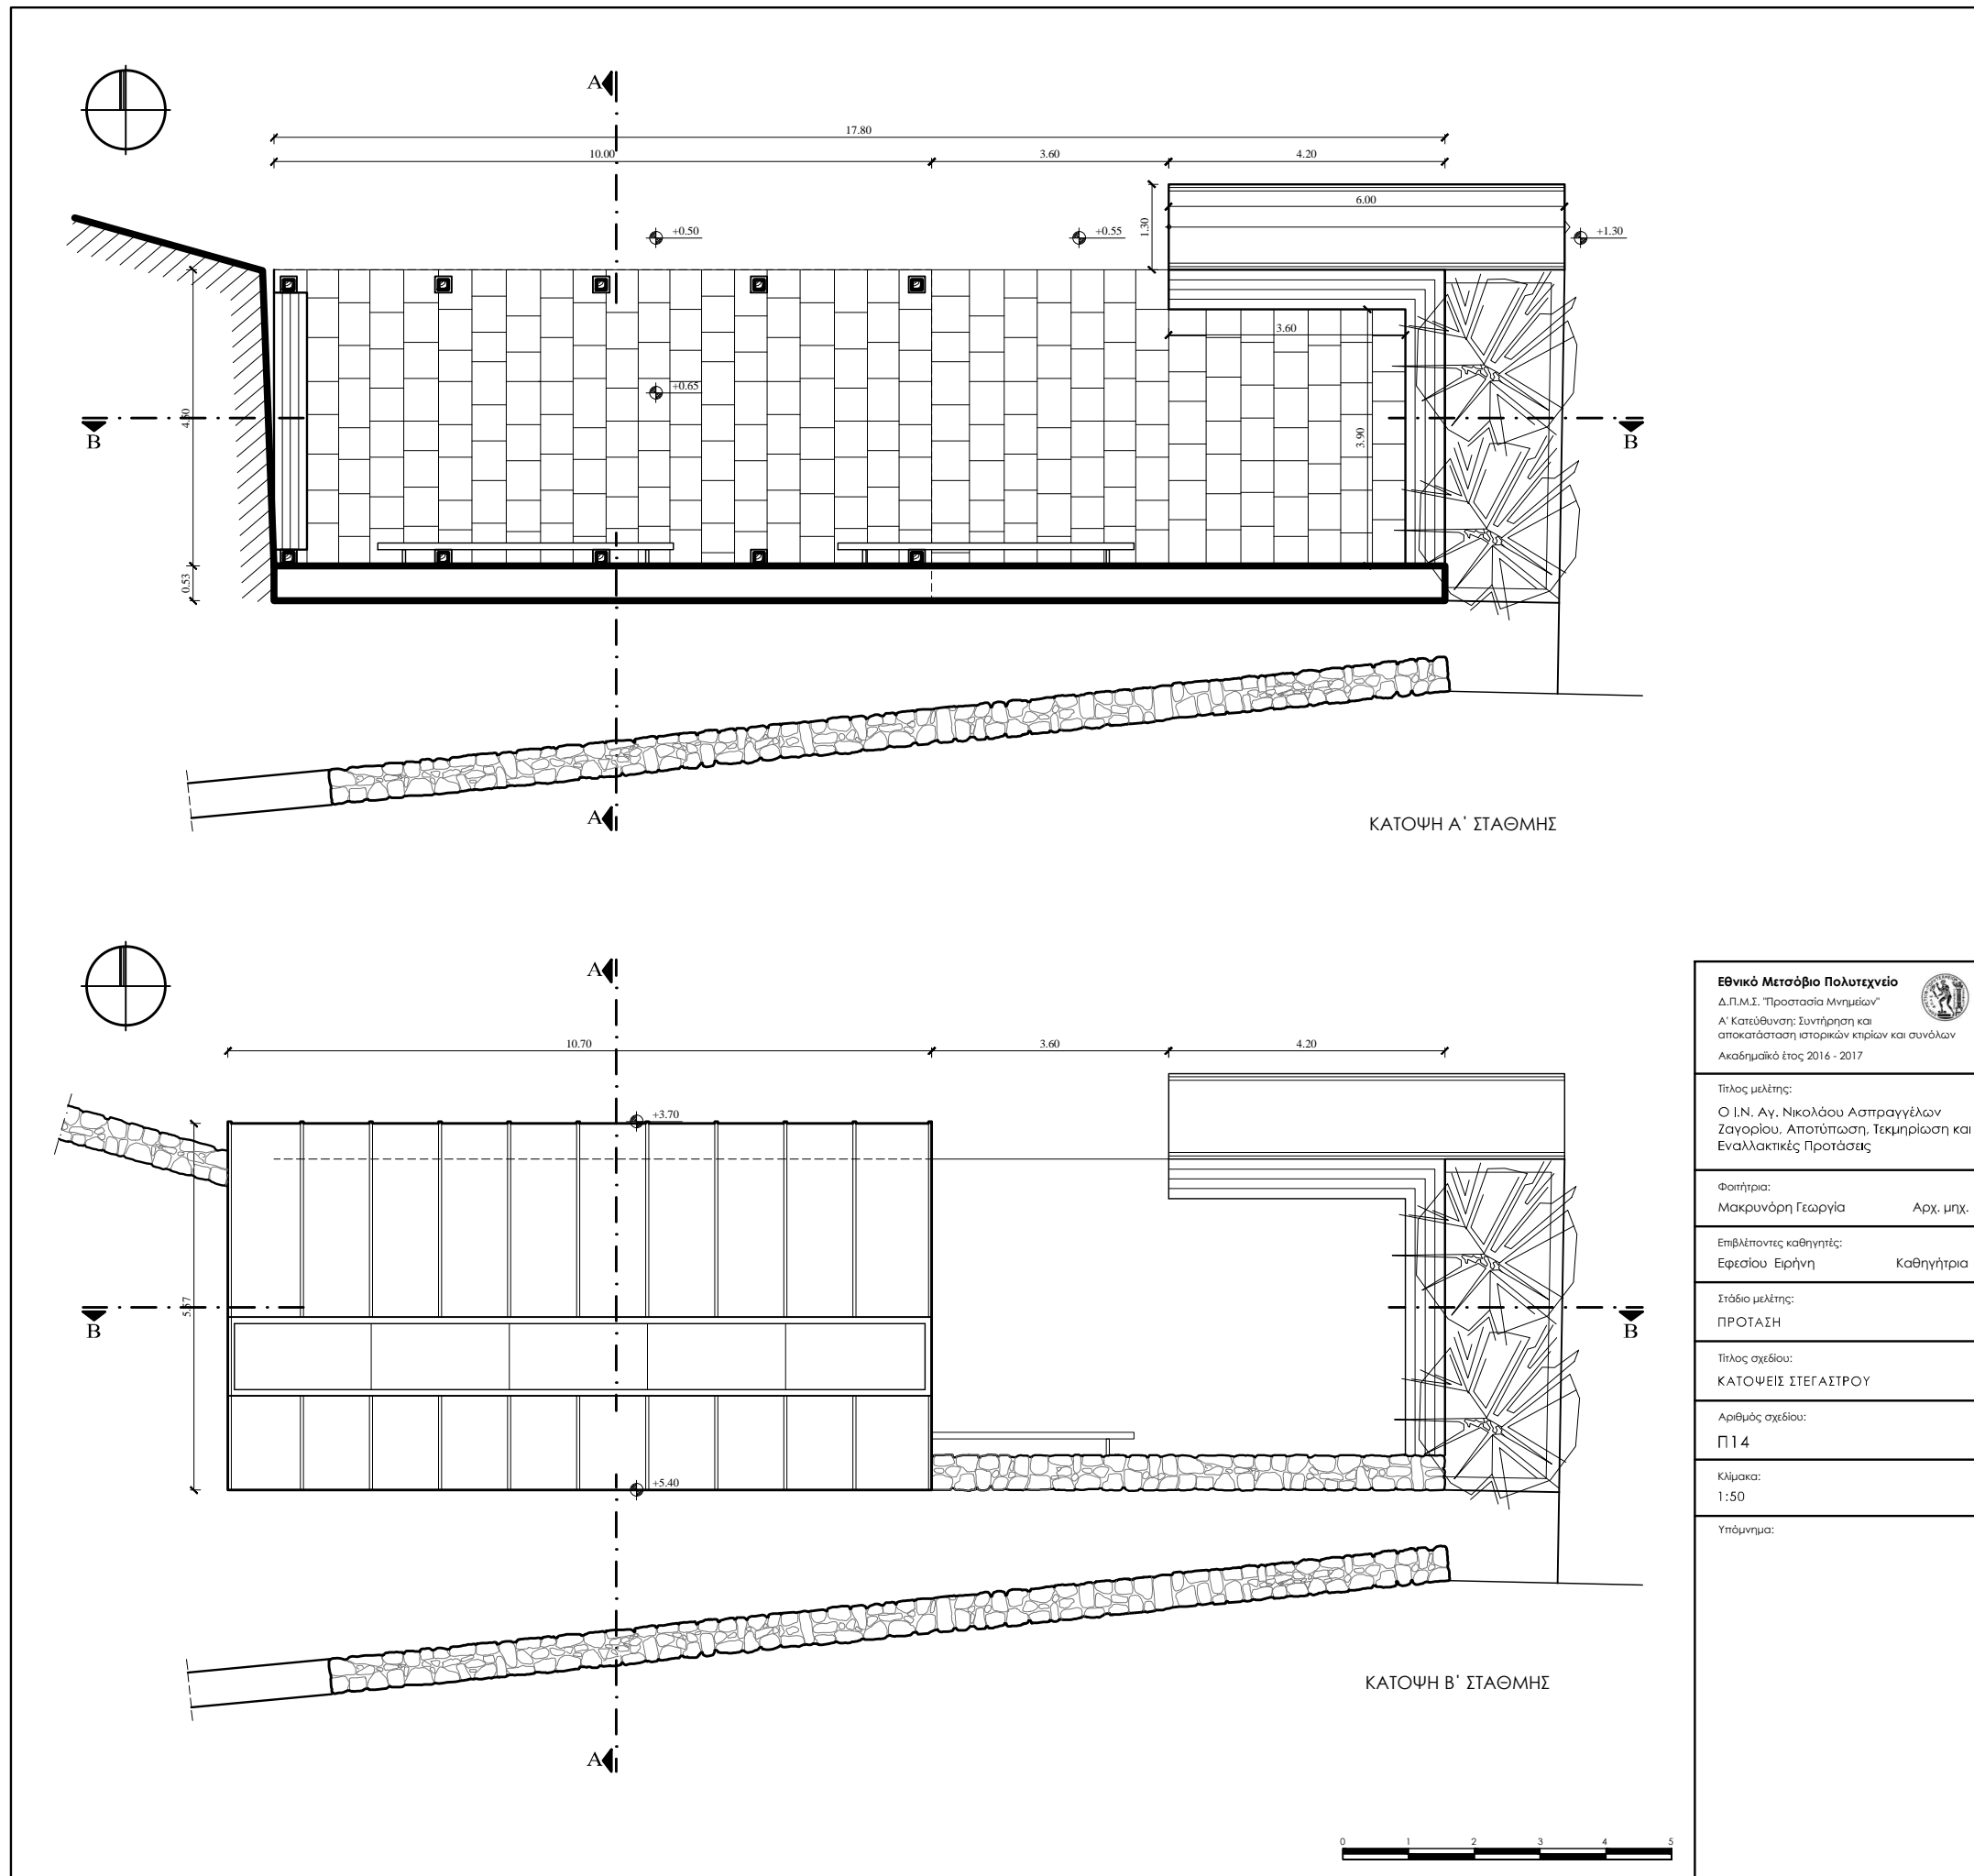 A
17.80
10.00
3.60
4.20
6.00
1.30
+0.50
+0.55
+1.30
3.60
+0.65
4.50
3.90
B
B
0.53
A
ΚΑΤΟΨΗ Α΄ ΣΤΑΘΜΗΣ
A
10.70
3.60
4.20
+3.70
5.57
B
B
+5.40
ΚΑΤΟΨΗ Β΄ ΣΤΑΘΜΗΣ
A
0 1 2 3 4 5
Εθνικό Μετσόβιο Πολυτεχνείο
Δ.Π.Μ.Σ. "Προστασία Μνημείων"
Α' Κατεύθυνση: Συντήρηση και
αποκατάσταση ιστορικών κτιρίων και συνόλων
Ακαδημαϊκό έτος 2016 - 2017
Τίτλος μελέτης:
Ο Ι.Ν. Αγ. Νικολάου Ασπραγγέλων
Ζαγορίου. Αποτύπωση, Τεκμηρίωση και
Εναλλακτικές Προτάσεις
Φοιτήτρια:
Μακρυνόρη Γεωργία Αρχ. μηχ.
Επιβλέποντες καθηγητές:
Εφεσίου Ειρήνη Καθηγήτρια
Στάδιο μελέτης:
ΠΡΟΤΑΣΗ
Τίτλος σχεδίου:
ΚΑΤΟΨΕΙΣ ΣΤΕΓΑΣΤΡΟΥ
Αριθμός σχεδίου:
Π14
Κλίμακα:
1:50
Υπόμνημα: